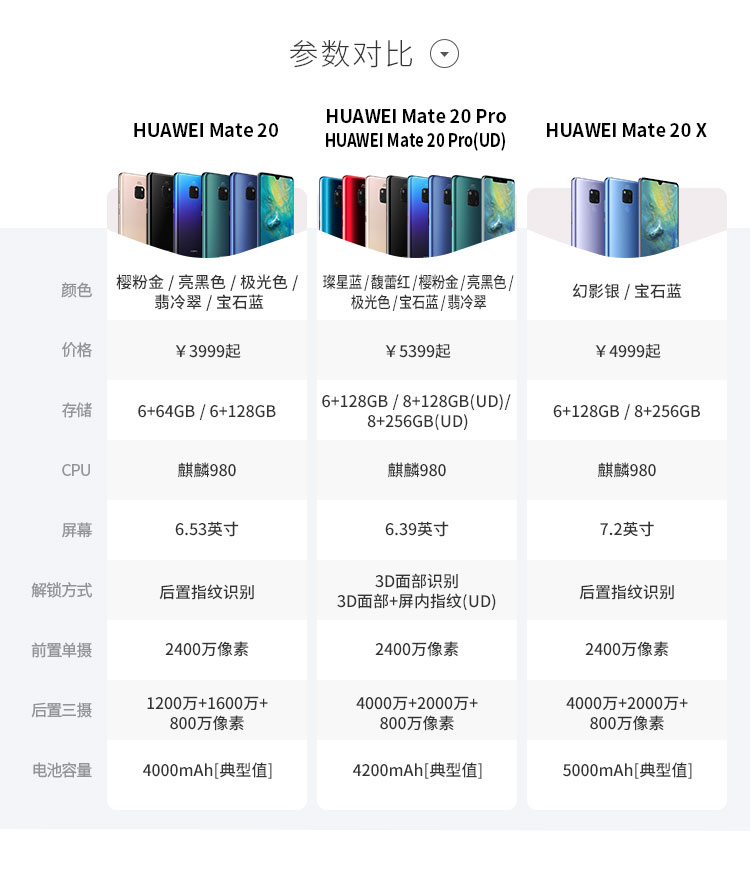 参数对比
HUAWEI Mate 20
HUAWEI Mate 20 Pro
HUAWEI Mate 20 Pro(UD)
HUAWEI Mate 20 X
颜色
樱粉金 / 亮黑色 / 极光色 /
翡冷翠 / 宝石蓝
璨星蓝/馥蕾红/樱粉金/亮黑色/
极光色/宝石蓝/翡冷翠
幻影银 / 宝石蓝
价格
￥3999起
￥5399起
￥4999起
存储
6+64GB / 6+128GB
6+128GB / 8+128GB(UD)/
8+256GB(UD)
6+128GB / 8+256GB
CPU
麒麟980
麒麟980
麒麟980
屏幕
6.53英寸
6.39英寸
7.2英寸
解锁方式
后置指纹识别
3D面部识别
3D面部+屏内指纹(UD)
后置指纹识别
前置单摄
2400万像素
2400万像素
2400万像素
后置三摄
1200万+1600万+
800万像素
4000万+2000万+
800万像素
4000万+2000万+
800万像素
电池容量
4000mAh[典型值]
4200mAh[典型值]
5000mAh[典型值]